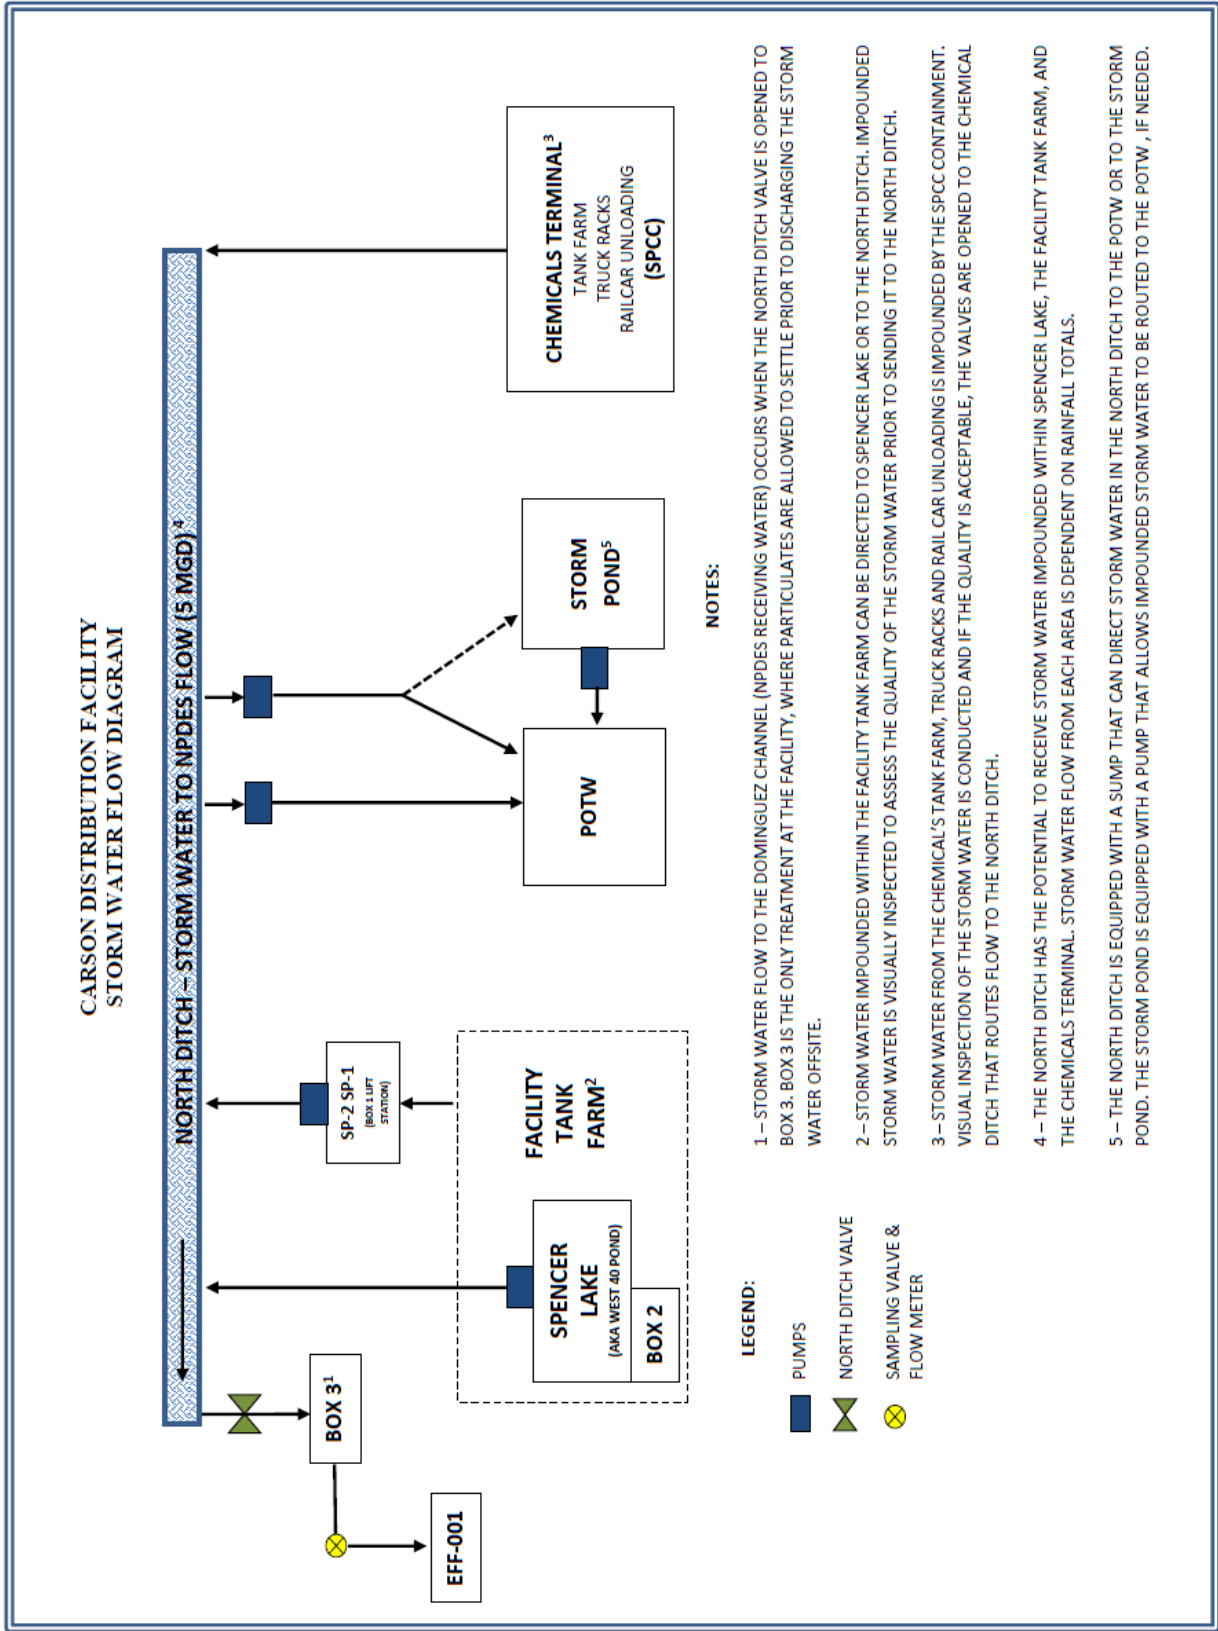 CARSON DISTRIBUTION FACILITY
STORM WATER FLOW DIAGRAM
NORTH DITCH – STORM WATER TO NPDES FLOW (5 MGD) 4
BOX 3¹
EFF-001
SP-2 SP-1
(BOX 1 LIFT
STATION)
FACILITY
TANK
FARM²
SPENCER
LAKE
(AKA WEST 40 POND)
BOX 2
POTW
STORM
POND⁵
CHEMICALS TERMINAL³
TANK FARM
TRUCK RACKS
RAILCAR UNLOADING
(SPCC)
LEGEND:
PUMPS
NORTH DITCH VALVE
SAMPLING VALVE &
FLOW METER
NOTES:
1 – STORM WATER FLOW TO THE DOMINGUEZ CHANNEL (NPDES RECEIVING WATER) OCCURS WHEN THE NORTH DITCH VALVE IS OPENED TO
BOX 3. BOX 3 IS THE ONLY TREATMENT AT THE FACILITY, WHERE PARTICULATES ARE ALLOWED TO SETTLE PRIOR TO DISCHARGING THE STORM
WATER OFFSITE.
2 – STORM WATER IMPOUNDED WITHIN THE FACILITY TANK FARM CAN BE DIRECTED TO SPENCER LAKE OR TO THE NORTH DITCH. IMPOUNDED
STORM WATER IS VISUALLY INSPECTED TO ASSESS THE QUALITY OF THE STORM WATER PRIOR TO SENDING IT TO THE NORTH DITCH.
3 – STORM WATER FROM THE CHEMICAL'S TANK FARM, TRUCK RACKS AND RAIL CAR UNLOADING IS IMPOUNDED BY THE SPCC CONTAINMENT.
VISUAL INSPECTION OF THE STORM WATER IS CONDUCTED AND IF THE QUALITY IS ACCEPTABLE, THE VALVES ARE OPENED TO THE CHEMICAL
DITCH THAT ROUTES FLOW TO THE NORTH DITCH.
4 – THE NORTH DITCH HAS THE POTENTIAL TO RECEIVE STORM WATER IMPOUNDED WITHIN SPENCER LAKE, THE FACILITY TANK FARM, AND
THE CHEMICALS TERMINAL. STORM WATER FLOW FROM EACH AREA IS DEPENDENT ON RAINFALL TOTALS.
5 – THE NORTH DITCH IS EQUIPPED WITH A SUMP THAT CAN DIRECT STORM WATER IN THE NORTH DITCH TO THE POTW OR TO THE STORM
POND. THE STORM POND IS EQUIPPED WITH A PUMP THAT ALLOWS IMPOUNDED STORM WATER TO BE ROUTED TO THE POTW , IF NEEDED.